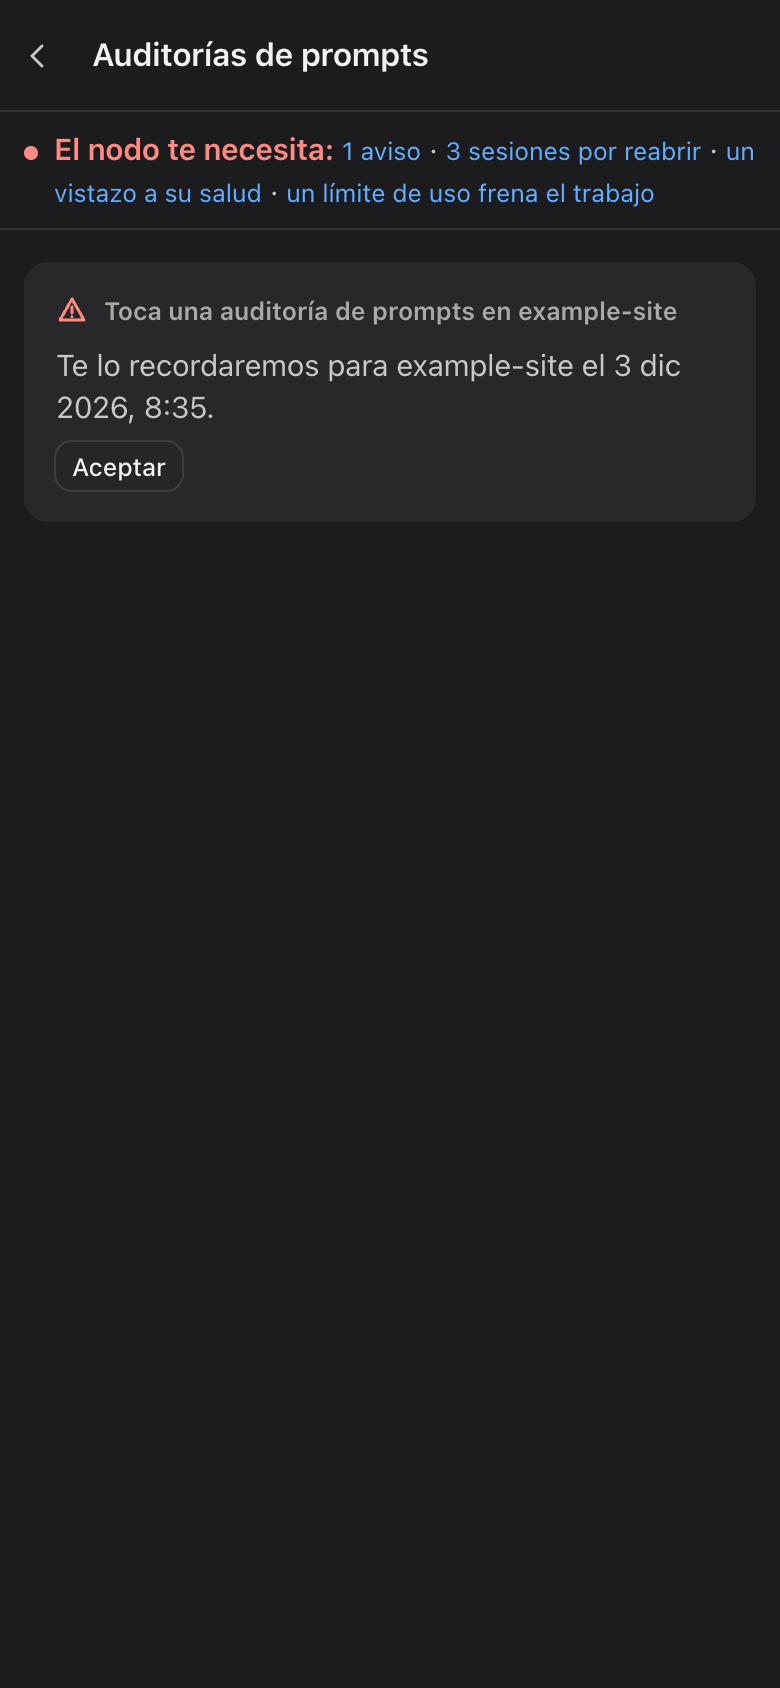 Auditorías de prompts
El nodo te necesita: 1 aviso · 3 sesiones por reabrir · un
vistazo a su salud · un límite de uso frena el trabajo
Toca una auditoría de prompts en example-site
Te lo recordaremos para example-site el 3 dic
2026, 8:35.
Aceptar